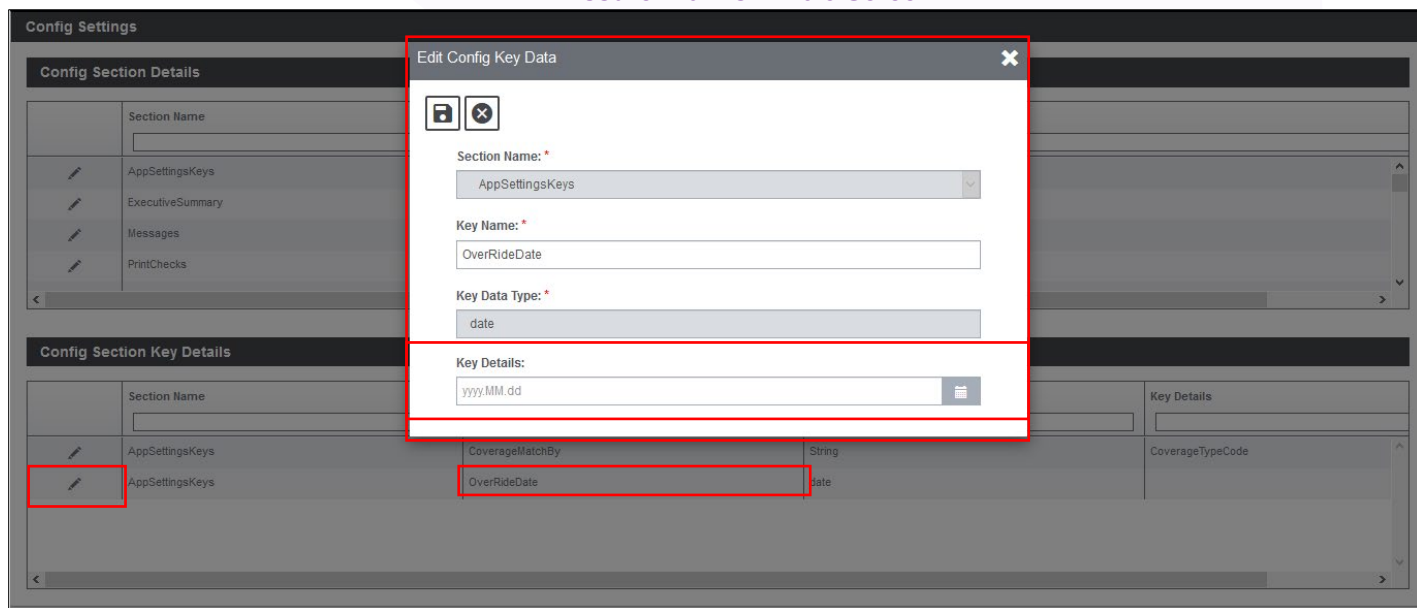 Config Settings
Edit Config Key Data
Config Section Details
Section Name
Section Name: *
AppSettingsKeys
AppSettingsKeys
ExecutiveSummary
Key Name: *
Messages
OverRideDate
PrintChecks
Key Data Type: *
date
Config Section Key Details
Key Details:
yyyy.MM.dd
Section Name
Key Details
AppSettingsKeys CoverageMatchBy String CoverageTypeCode
AppSettingsKeys OverRideDate date